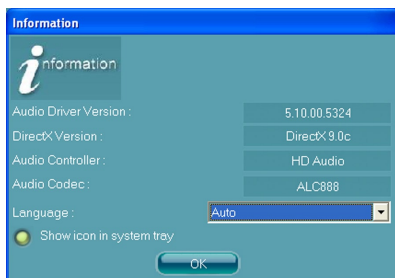 Information
information
Audio Driver Version : 5.10.00.5324
DirectX Version : DirectX 9.0c
Audio Controller : HD Audio
Audio Codec : ALC888
Language : Auto
Show icon in system tray
OK